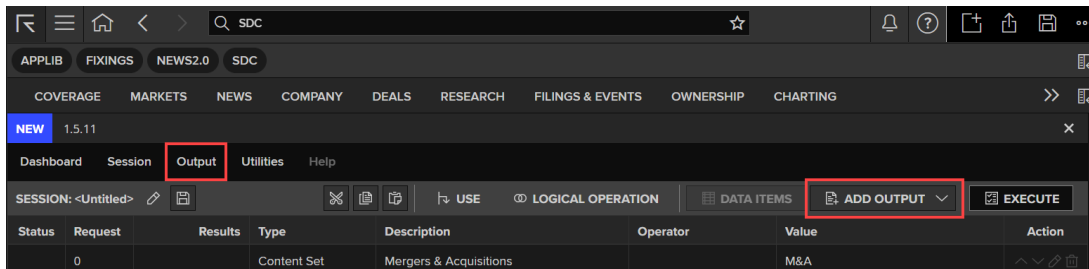 SDC
APPLIB FIXINGS NEWS2.0 SDC
COVERAGE MARKETS NEWS COMPANY DEALS RESEARCH FILINGS & EVENTS OWNERSHIP CHARTING
NEW 1.5.11
Dashboard Session Output Utilities Help
SESSION: <Untitled> USE LOGICAL OPERATION DATA ITEMS ADD OUTPUT EXECUTE
Status Request Results Type Description Operator Value Action
0 Content Set Mergers & Acquisitions M&A